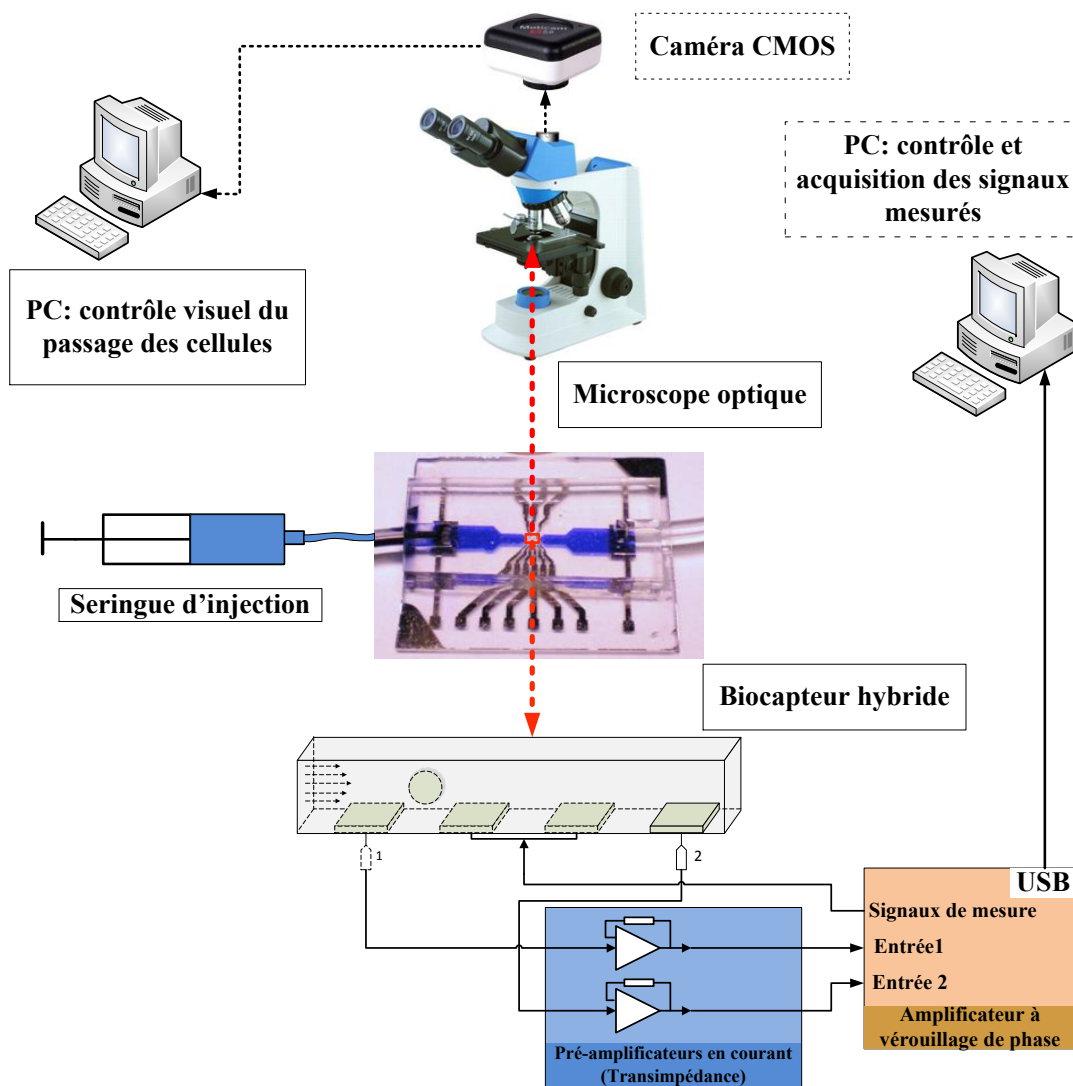 Moticam
Caméra CMOS
PC: contrôle et
acquisition des signaux
mesurés
PC: contrôle visuel du
passage des cellules
Microscope optique
Seringue d’injection
Biocapteur hybride
1
2
USB
Signaux de mesure
Entrée1
Entrée 2
Amplificateur à
vérouillage de phase
Pré-amplificateurs en courant
(Transimpédance)